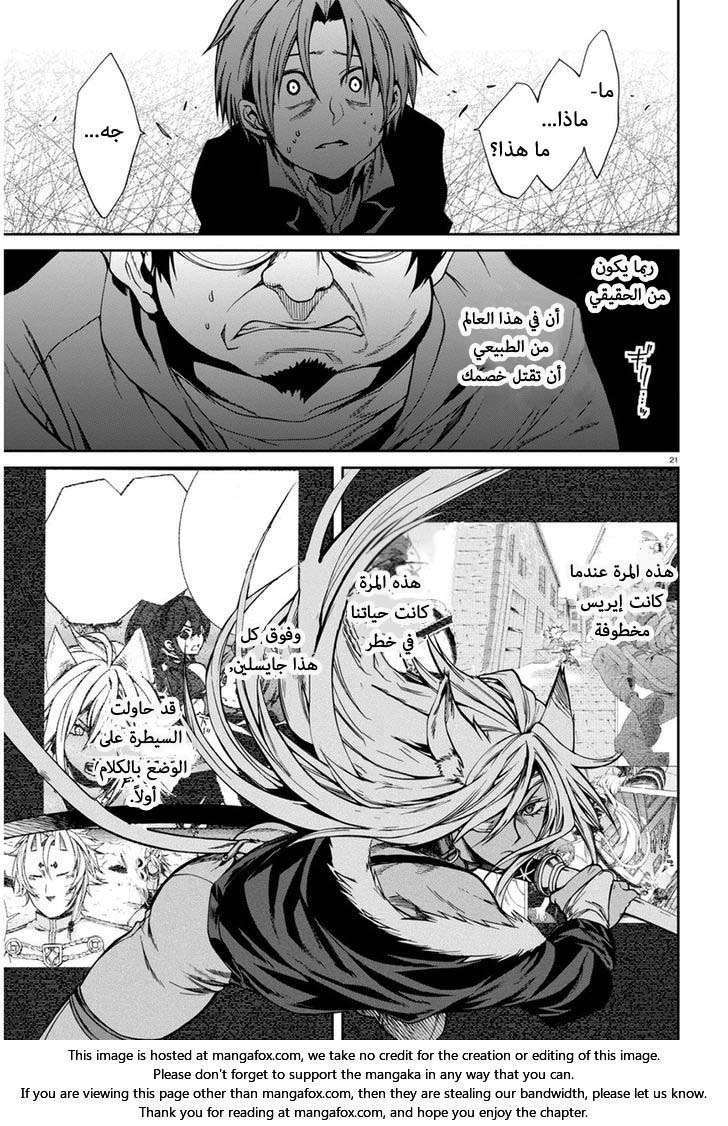 ما-
ماذا...
ما هذا؟
جه...
ربما يكون
من الحقيقي
أن في هذا العالم
من الطبيعي
أن تقتل خصمك
ギリ...
21
هذه المرة عندما
كانت إيريس
مخطوفة
هذه المرة
كانت حياتنا
في خطر
وفوق كل
هذا جايسلين,
قد حاولت
السيطرة على
الوضع بالكلام
أولاً.
This image is hosted at mangafox.com, we take no credit for the creation or editing of this image.
Please don't forget to support the mangaka in any way that you can.
If you are viewing this page other than mangafox.com, then they are stealing our bandwidth, please let us know.
Thank you for reading at mangafox.com, and hope you enjoy the chapter.